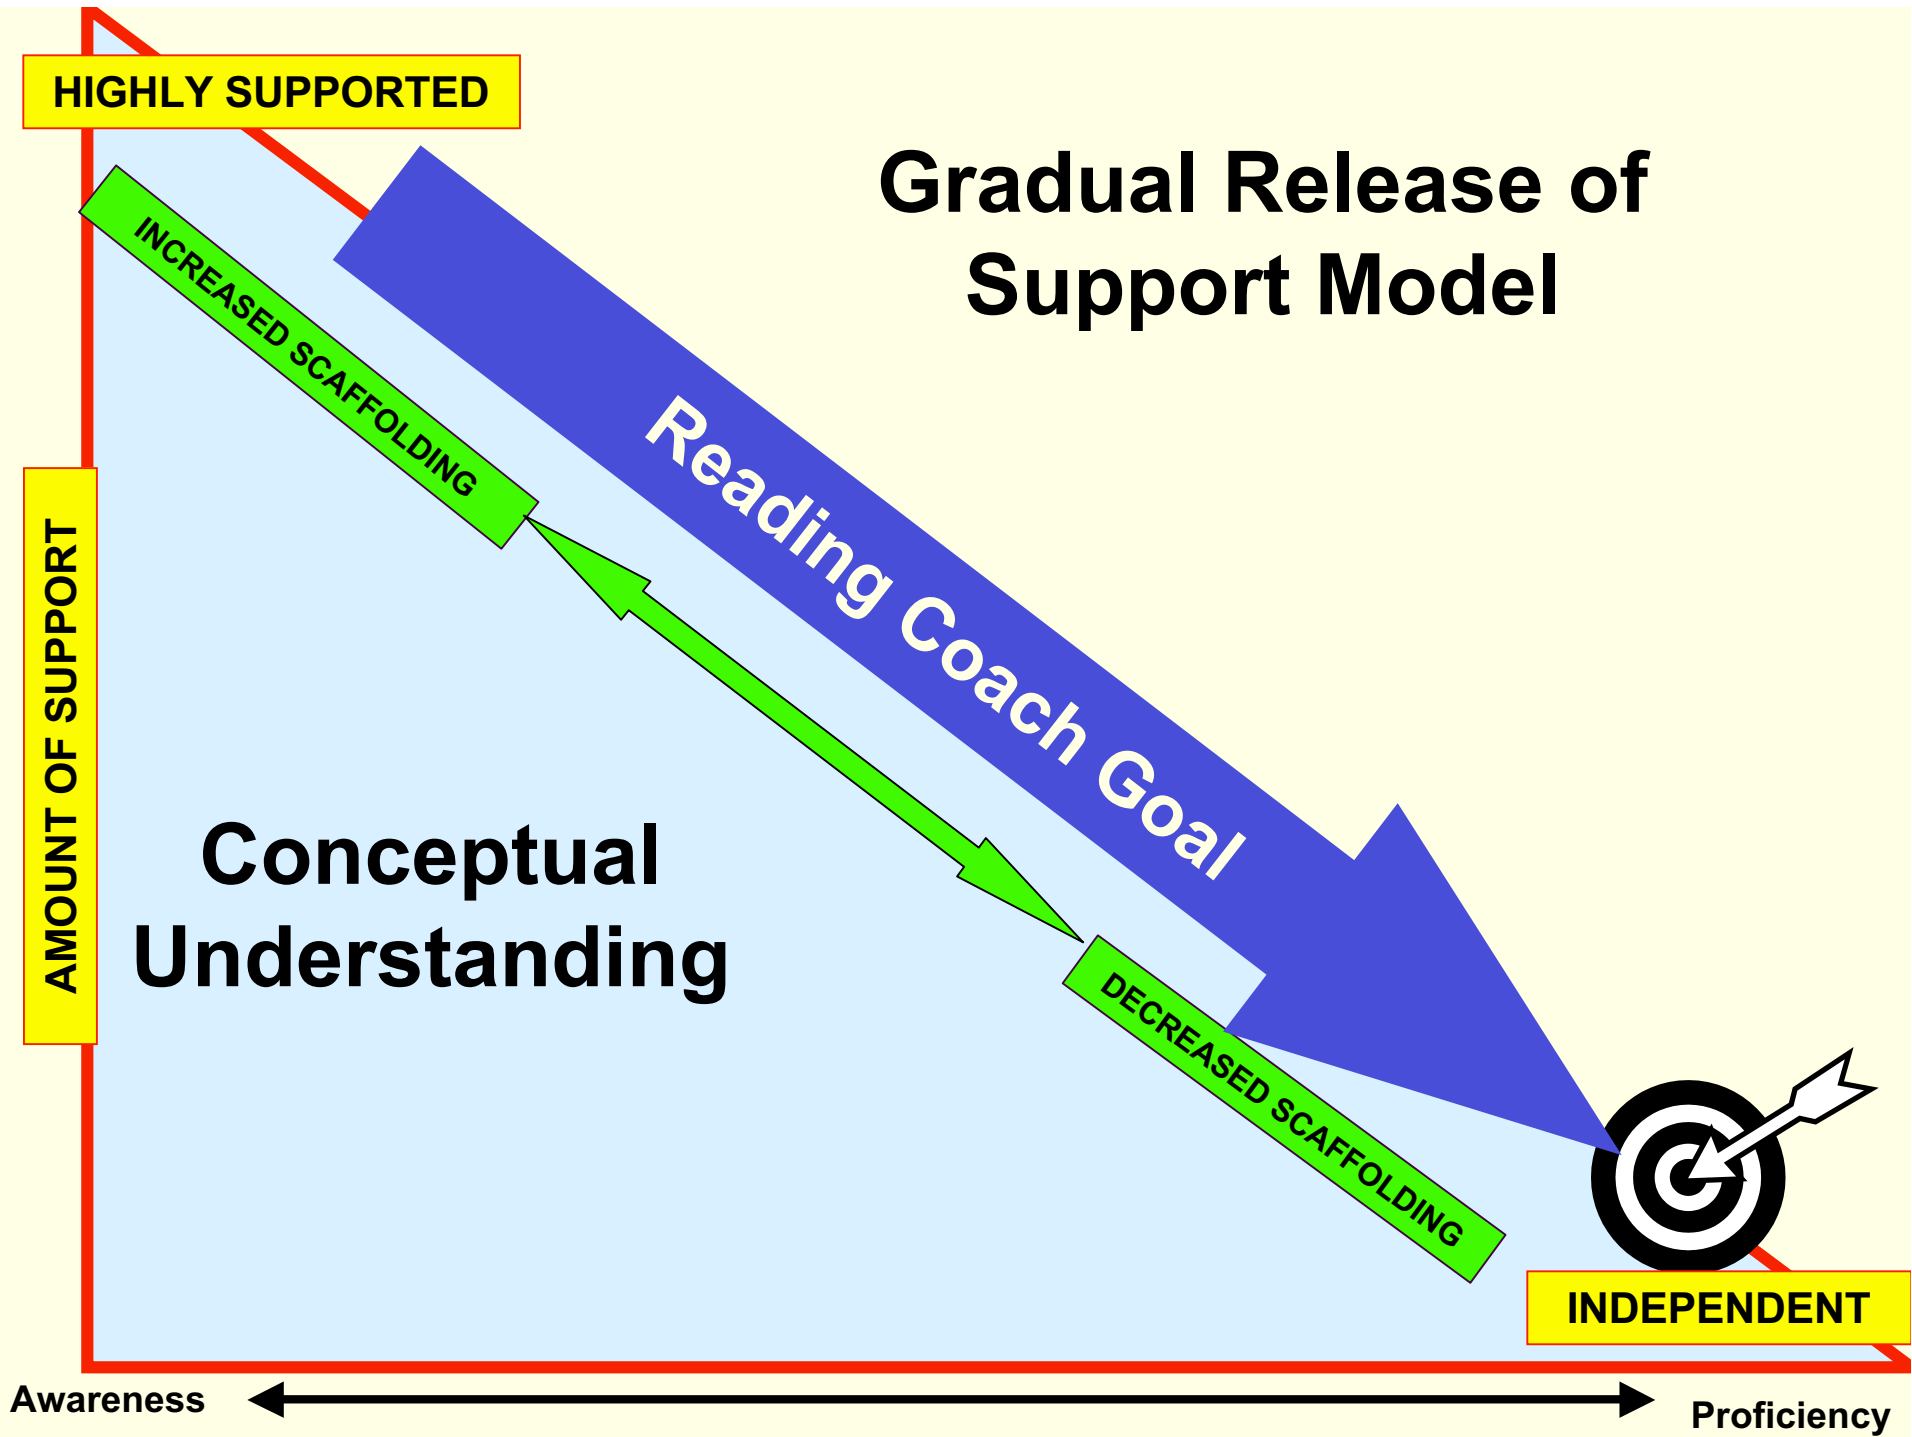 HIGHLY SUPPORTED
Gradual Release of
Support Model
INCREASED SCAFFOLDING
Reading Coach Goal
AMOUNT OF SUPPORT
Conceptual
Understanding
DECREASED SCAFFOLDING
INDEPENDENT
Awareness
Proficiency